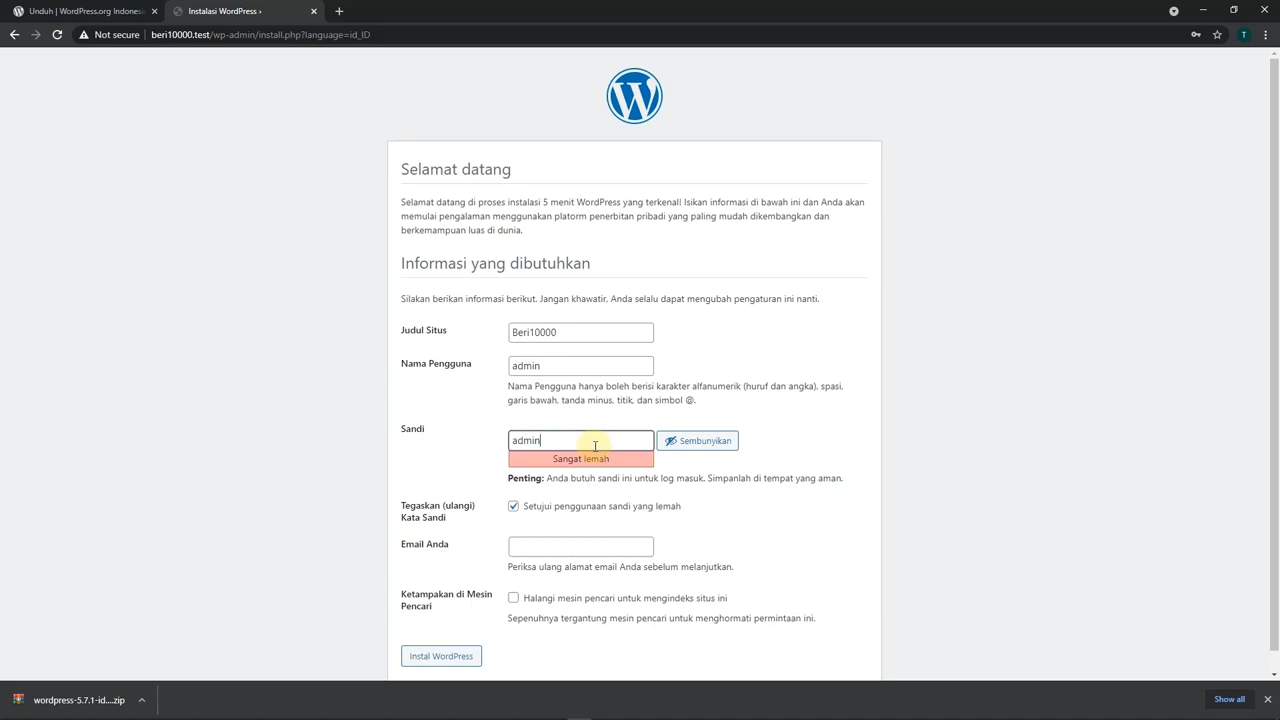 Unduh | WordPress.org Indonesi
Instalasi WordPress ›
Not secure
beri10000.test/wp-admin/install.php?language=id_ID
T
Selamat datang
Selamat datang di proses instalasi 5 menit WordPress yang terkenal! Isikan informasi di bawah ini dan Anda akan
memulai pengalaman menggunakan platorm penerbitan pribadi yang paling mudah dikembangkan dan
berkemampuan luas di dunia.
Informasi yang dibutuhkan
Silakan berikan informasi berikut. Jangan khawatir, Anda selalu dapat mengubah pengaturan ini nanti.
Judul Situs
Beri10000
Nama Pengguna
admin
Nama Pengguna hanya boleh berisi karakter alfanumerik (huruf dan angka), spasi,
garis bawah, tanda minus, titik, dan simbol @.
Sandi
admin
Sembunyikan
Sangat lemah
Penting: Anda butuh sandi ini untuk log masuk. Simpanlah di tempat yang aman.
Tegaskan (ulangi)
Kata Sandi
Setujui penggunaan sandi yang lemah
Email Anda
Periksa ulang alamat email Anda sebelum melanjutkan.
Ketampakan di Mesin
Pencari
Halangi mesin pencari untuk mengindeks situs ini
Sepenuhnya tergantung mesin pencari untuk menghormati permintaan ini.
Instal WordPress
wordpress-5.7.1-id....zip
Show all